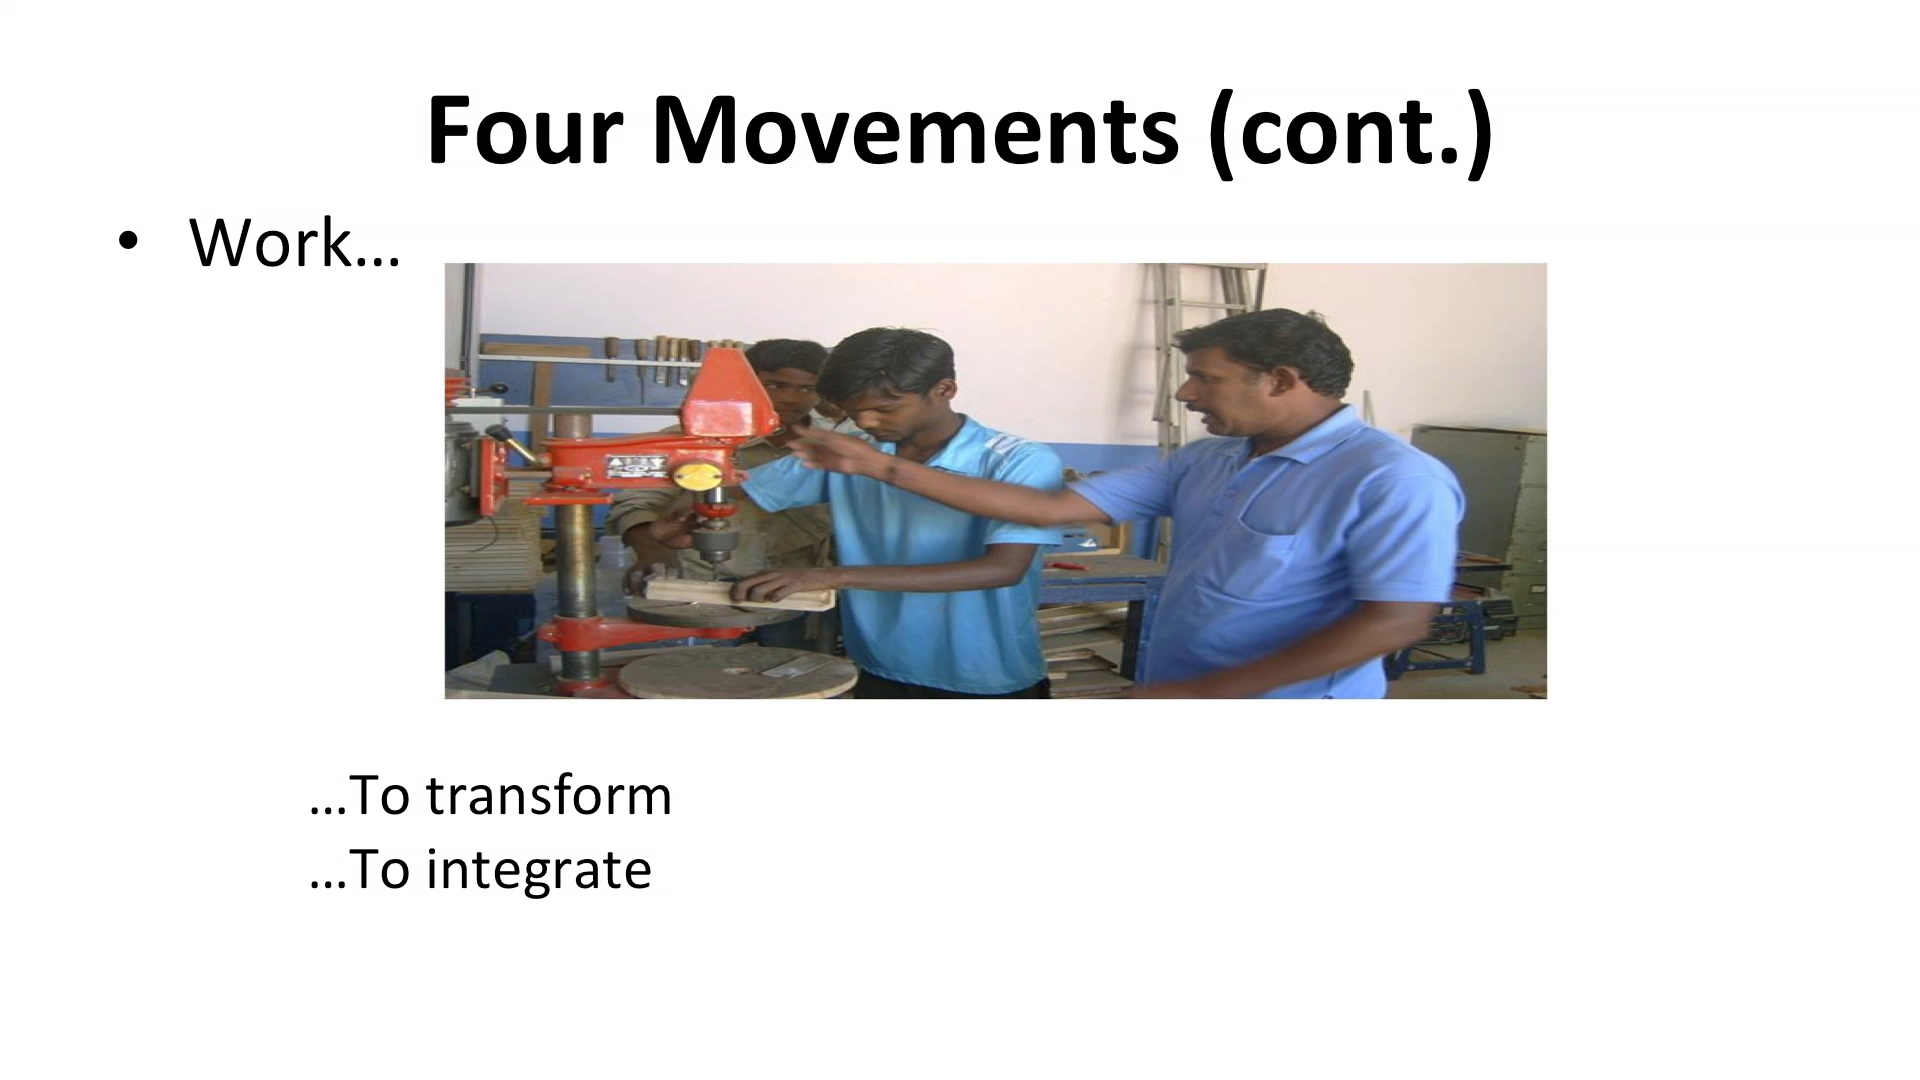 Four Movements (cont.)
• Work...
...To transform
...To integrate